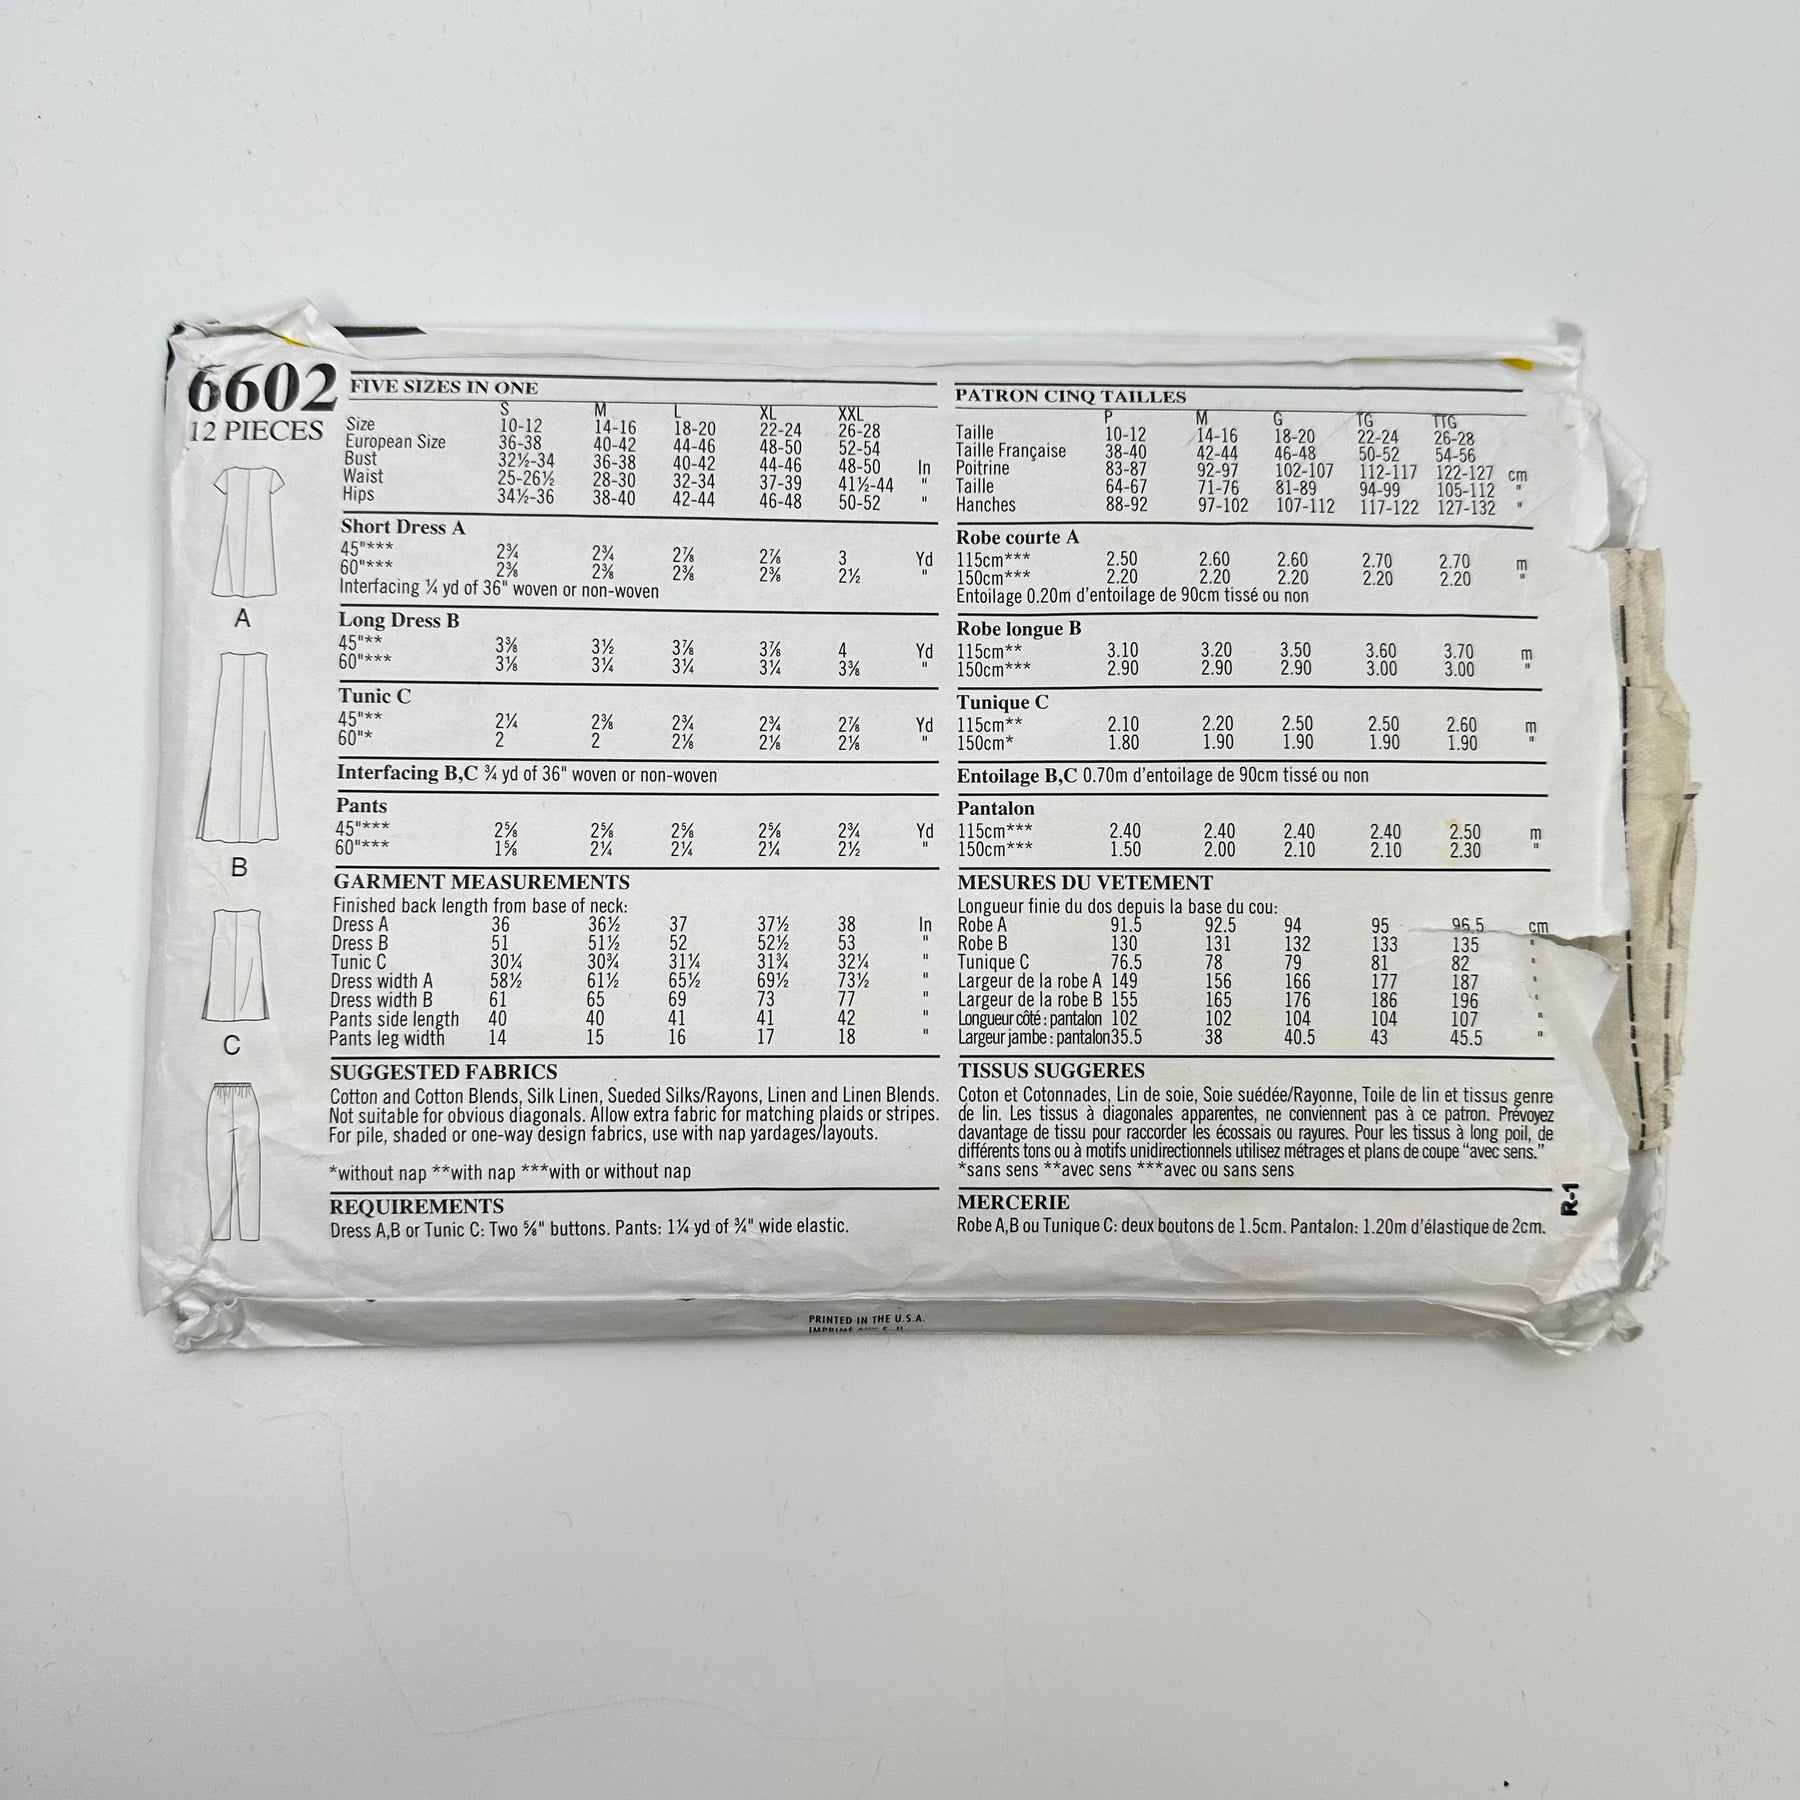 6602
12 PIECES
A
B
C
FIVE SIZES IN ONE
S M L XL XXL
Size 10-12 14-16 18-20 22-24 26-28
European Size 36-38 40-42 44-46 48-50 52-54
Bust 32½-34 36-38 40-42 44-46 48-50 In
Waist 25-26½ 28-30 32-34 37-39 41½-44 "
Hips 34½-36 38-40 42-44 46-48 50-52 "
Short Dress A
45"*** 2¾ 2¾ 2⅞ 2⅞ 3 Yd
60"*** 2⅜ 2⅜ 2⅜ 2⅜ 2½ "
Interfacing ¼ yd of 36" woven or non-woven
Long Dress B
45"** 3⅜ 3½ 3⅞ 3⅞ 4 Yd
60"*** 3⅛ 3¼ 3¼ 3¼ 3⅜ "
Tunic C
45"** 2¼ 2⅜ 2¾ 2¾ 2⅞ Yd
60"* 2 2 2⅛ 2⅛ 2⅛ "
Interfacing B,C ¾ yd of 36" woven or non-woven
Pants
45"*** 2⅝ 2⅝ 2⅝ 2⅝ 2¾ Yd
60"*** 1⅝ 2¼ 2¼ 2¼ 2½ "
GARMENT MEASUREMENTS
Finished back length from base of neck:
Dress A 36 36½ 37 37½ 38 In
Dress B 51 51½ 52 52½ 53 "
Tunic C 30¼ 30¾ 31¼ 31¾ 32¼ "
Dress width A 58½ 61½ 65½ 69½ 73½ "
Dress width B 61 65 69 73 77 "
Pants side length 40 40 41 41 42 "
Pants leg width 14 15 16 17 18 "
SUGGESTED FABRICS
Cotton and Cotton Blends, Silk Linen, Sueded Silks/Rayons, Linen and Linen Blends.
Not suitable for obvious diagonals. Allow extra fabric for matching plaids or stripes.
For pile, shaded or one-way design fabrics, use with nap yardages/layouts.
*without nap **with nap ***with or without nap
REQUIREMENTS
Dress A,B or Tunic C: Two ⅝" buttons. Pants: 1¼ yd of ¾" wide elastic.
PATRON CINQ TAILLES
P M G TG TTG
Taille 10-12 14-16 18-20 22-24 26-28
Taille Française 38-40 42-44 46-48 50-52 54-56
Poitrine 83-87 92-97 102-107 112-117 122-127 cm
Taille 64-67 71-76 81-89 94-99 105-112 "
Hanches 88-92 97-102 107-112 117-122 127-132 "
Robe courte A
115cm*** 2.50 2.60 2.60 2.70 2.70 m
150cm*** 2.20 2.20 2.20 2.20 2.20 "
Entoilage 0.20m d'entoilage de 90cm tissé ou non
Robe longue B
115cm** 3.10 3.20 3.50 3.60 3.70 m
150cm*** 2.90 2.90 2.90 3.00 3.00 "
Tunique C
115cm** 2.10 2.20 2.50 2.50 2.60 m
150cm* 1.80 1.90 1.90 1.90 1.90 "
Entoilage B,C 0.70m d'entoilage de 90cm tissé ou non
Pantalon
115cm*** 2.40 2.40 2.40 2.40 2.50 m
150cm*** 1.50 2.00 2.10 2.10 2.30 "
MESURES DU VETEMENT
Longueur finie du dos depuis la base du cou:
Robe A 91.5 92.5 94 95 96.5 cm
Robe B 130 131 132 133 135 "
Tunique C 76.5 78 79 81 82 "
Largeur de la robe A 149 156 166 177 187 "
Largeur de la robe B 155 165 176 186 196 "
Longueur côté : pantalon 102 102 104 104 107 "
Largeur jambe : pantalon 35.5 38 40.5 43 45.5 "
TISSUS SUGGERES
Coton et Cotonnades, Lin de soie, Soie suédée/Rayonne, Toile de lin et tissus genre
de lin. Les tissus à diagonales apparentes, ne conviennent pas à ce patron. Prévoyez
davantage de tissu pour raccorder les écossais ou rayures. Pour les tissus à long poil, de
différents tons ou à motifs unidirectionnels utilisez métrages et plans de coupe "avec sens."
*sans sens **avec sens ***avec ou sans sens
MERCERIE
Robe A,B ou Tunique C: deux boutons de 1.5cm. Pantalon: 1.20m d'élastique de 2cm.
R-1
PRINTED IN THE U.S.A.
IMPRIMÉ